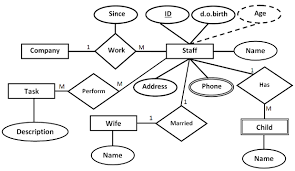 Since
ID
d.o.birth
Age
Company
1
Work
M
Staff
Name
Task
M
Perform
M
Address
Phone
1
Has
1
M
Description
Wife
1
Married
Child
Name
Name